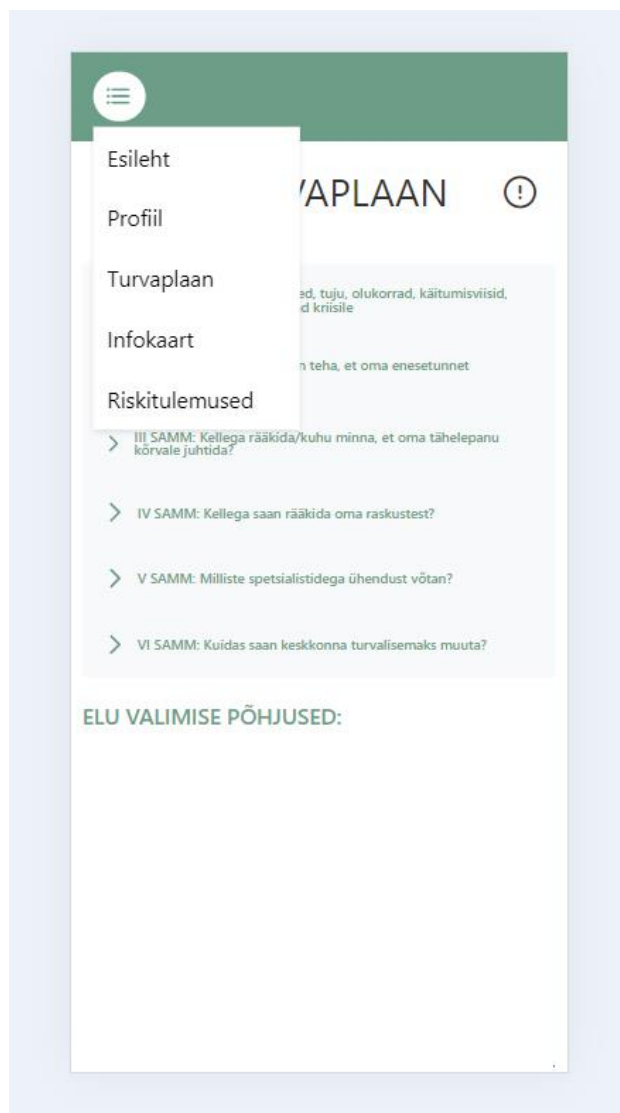 Esileht
Profiil
Turvaplaan
Infokaart
Riskitulemused
VAPLAAN
ed, tuju, olukorrad, käitumisviisid,
d kriisile
n teha, et oma enesetunnet
III SAMM: Kellega rääkida/kuhu minna, et oma tähelepanu
kõrvale juhtida?
IV SAMM: Kellega saan rääkida oma raskustest?
V SAMM: Milliste spetsialistidega ühendust võtan?
VI SAMM: Kuidas saan keskkonna turvalisemaks muuta?
ELU VALIMISE PÕHJUSED: